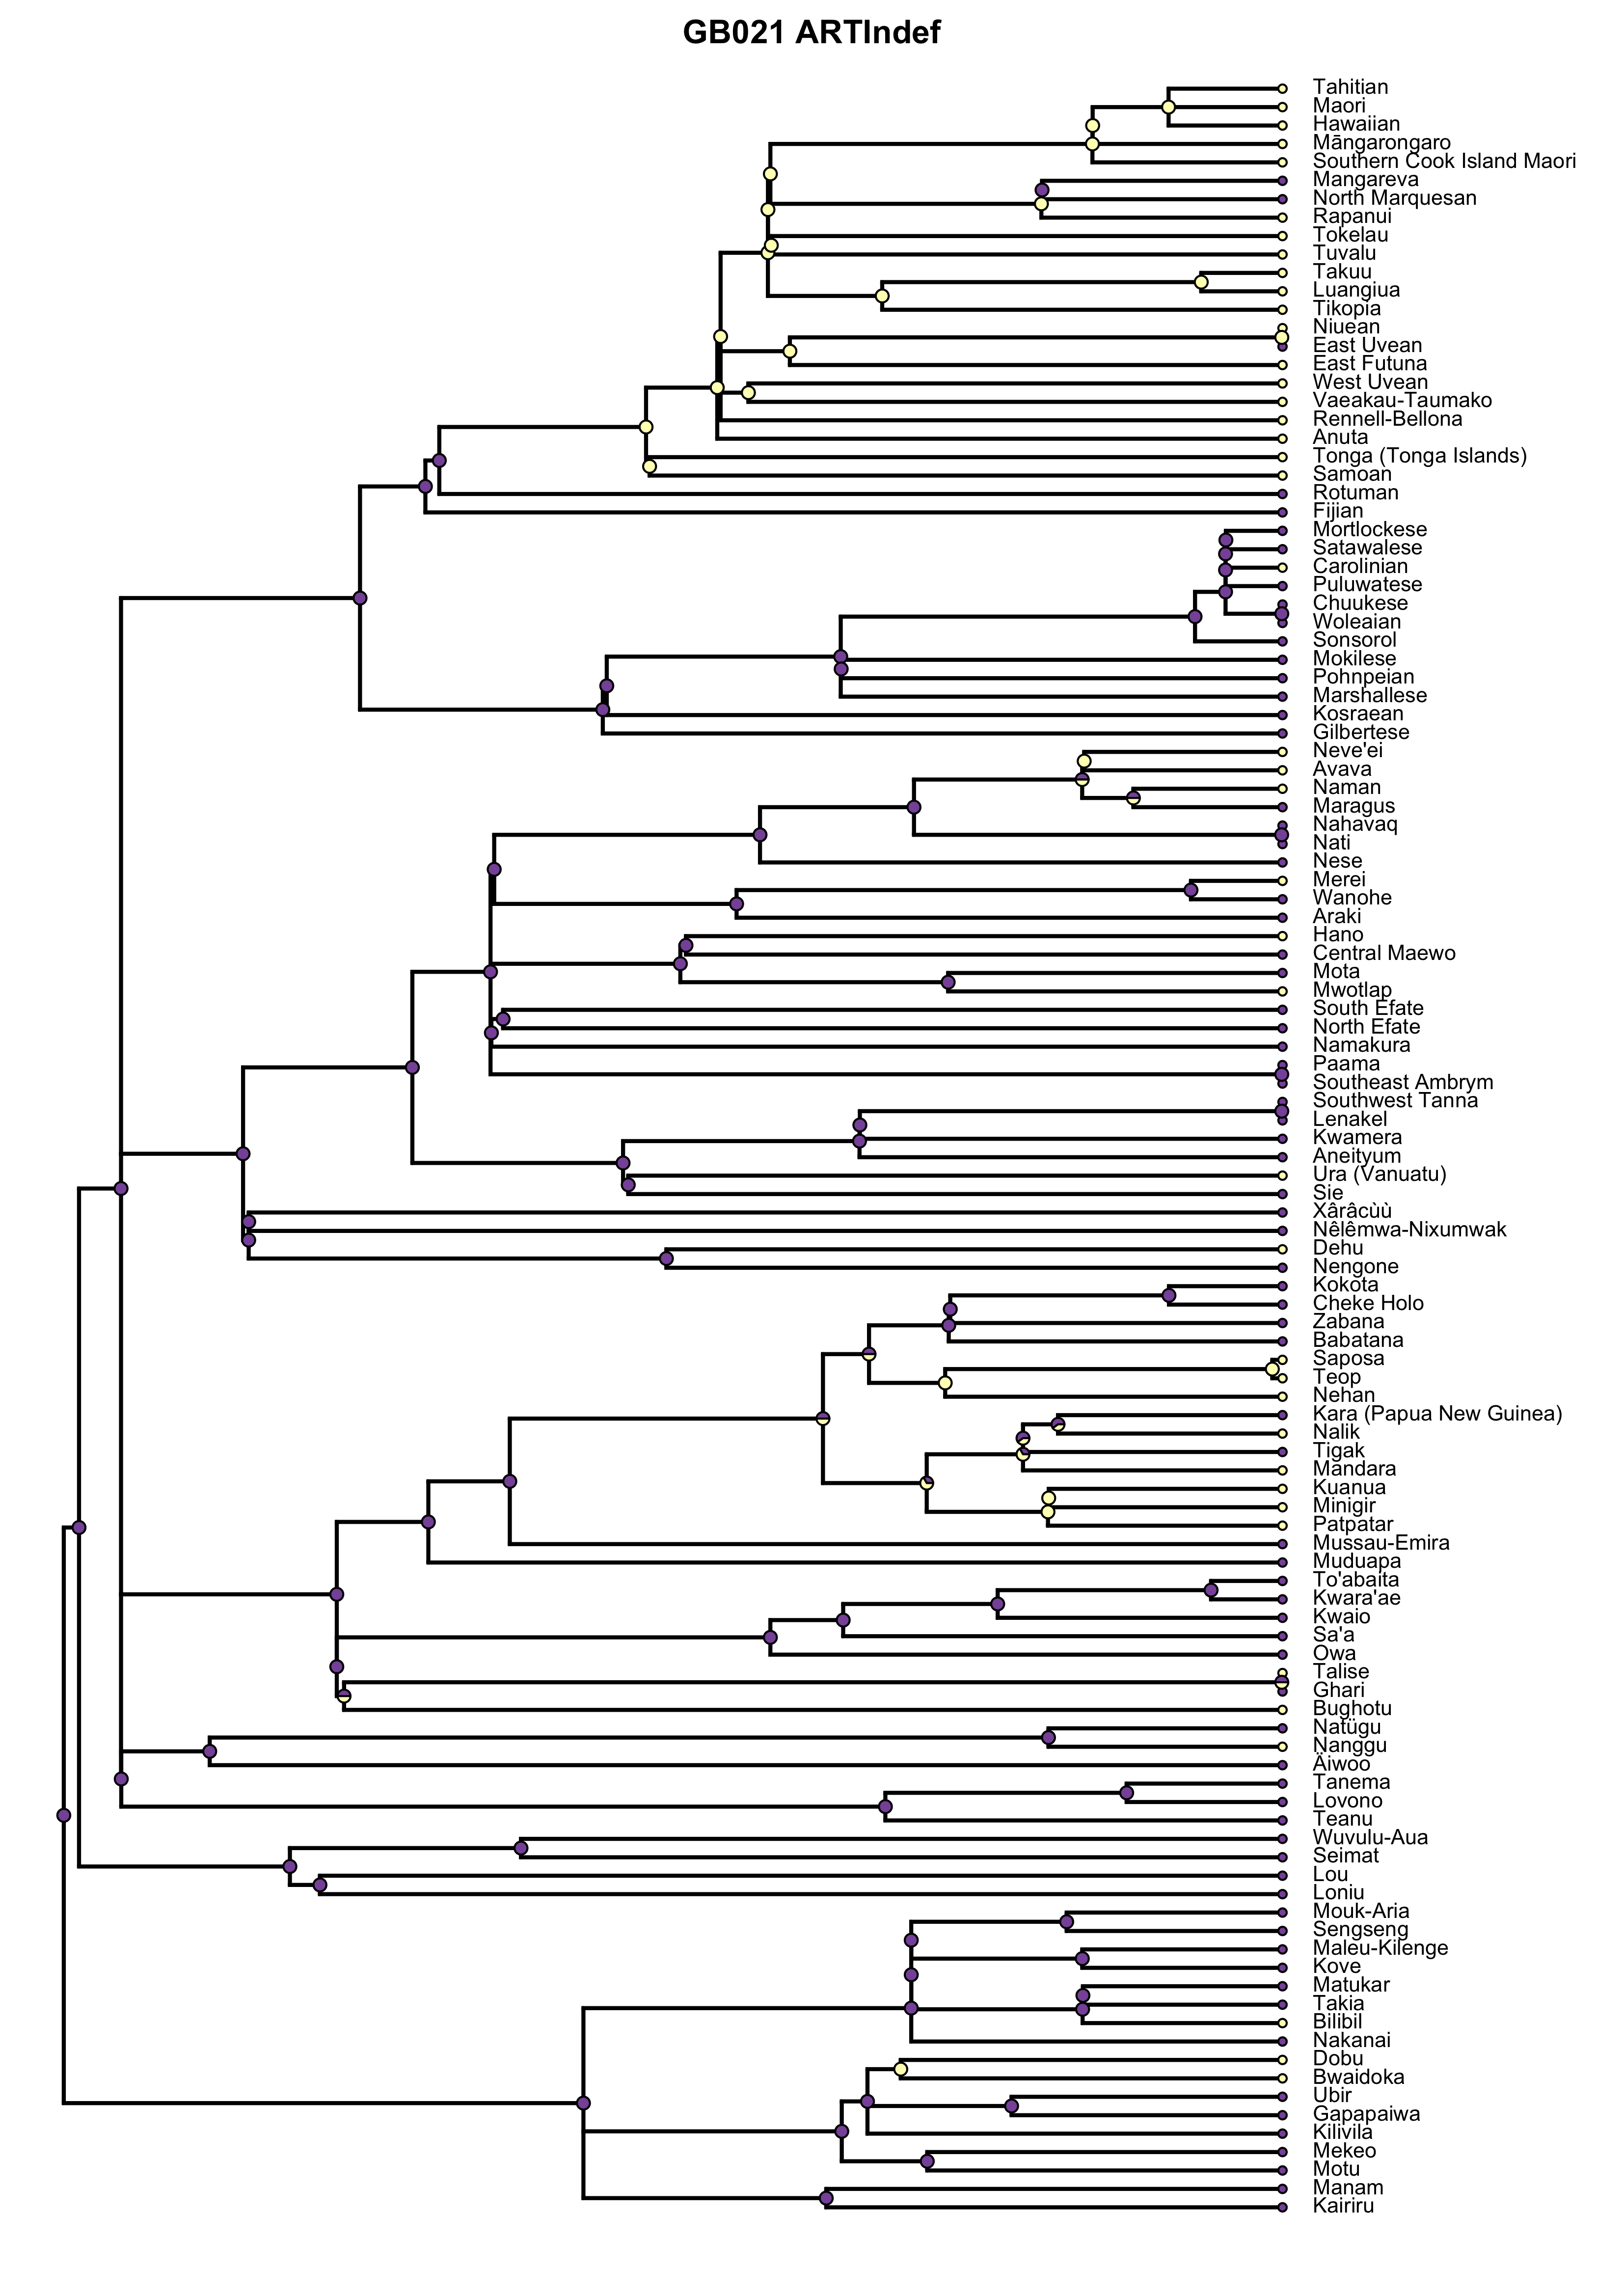 GB021 ARTIndef
Tahitian
Maori
Hawaiian
Māngarongaro
Southern Cook Island Maori
Mangareva
North Marquesan
Rapanui
Tokelau
Tuvalu
Takuu
Luangiua
Tikopia
Niuean
East Uvean
East Futuna
West Uvean
Vaeakau-Taumako
Rennell-Bellona
Anuta
Tonga (Tonga Islands)
Samoan
Rotuman
Fijian
Mortlockese
Satawalese
Carolinian
Puluwatese
Chuukese
Woleaian
Sonsorol
Mokilese
Pohnpeian
Marshallese
Kosraean
Gilbertese
Neve'ei
Avava
Naman
Maragus
Nahavaq
Nati
Nese
Merei
Wanohe
Araki
Hano
Central Maewo
Mota
Mwotlap
South Efate
North Efate
Namakura
Paama
Southeast Ambrym
Southwest Tanna
Lenakel
Kwamera
Aneityum
Ura (Vanuatu)
Sie
Xârâcùù
Nêlêmwa-Nixumwak
Dehu
Nengone
Kokota
Cheke Holo
Zabana
Babatana
Saposa
Teop
Nehan
Kara (Papua New Guinea)
Nalik
Tigak
Mandara
Kuanua
Minigir
Patpatar
Mussau-Emira
Muduapa
To'abaita
Kwara'ae
Kwaio
Sa'a
Owa
Talise
Ghari
Bughotu
Natügu
Nanggu
Äiwoo
Tanema
Lovono
Teanu
Wuvulu-Aua
Seimat
Lou
Loniu
Mouk-Aria
Sengseng
Maleu-Kilenge
Kove
Matukar
Takia
Bilibil
Nakanai
Dobu
Bwaidoka
Ubir
Gapapaiwa
Kilivila
Mekeo
Motu
Manam
Kairiru